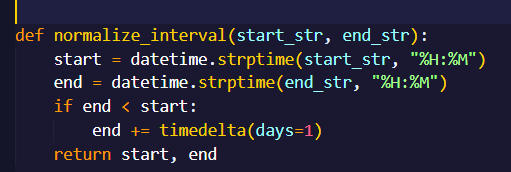 def normalize_interval(start_str, end_str):
    start = datetime.strptime(start_str, "%H:%M")
    end = datetime.strptime(end_str, "%H:%M")
    if end < start:
        end += timedelta(days=1)
    return start, end